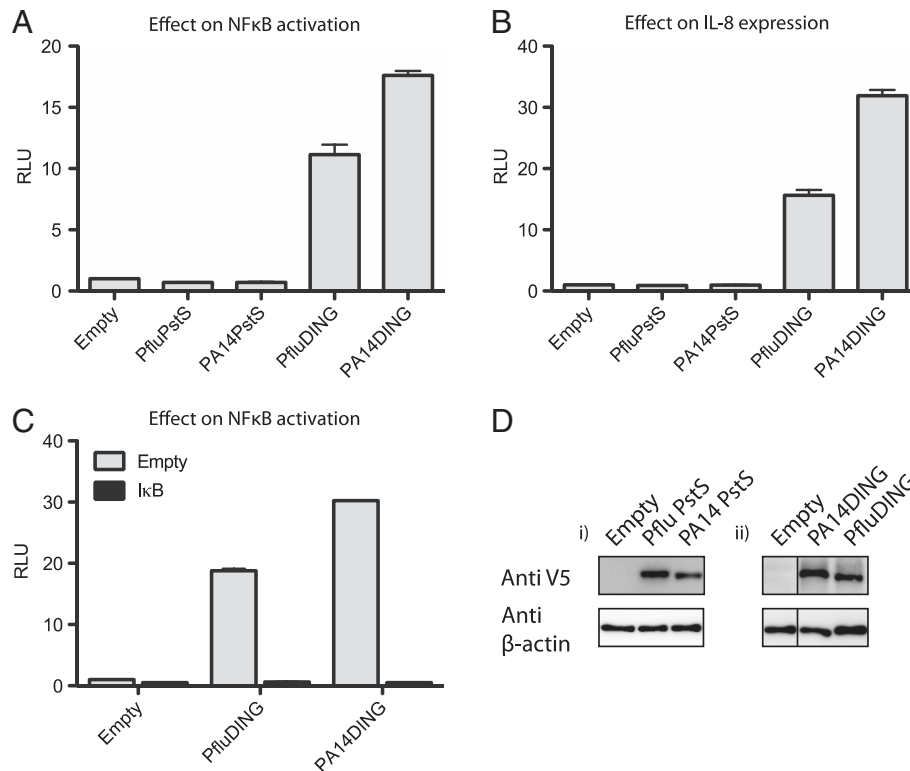 A
Effect on NFκB activation
RLU
20
15
10
5
0
Empty
PfluPstS
PA14PstS
PfluDING
PA14DING
B
Effect on IL-8 expression
RLU
40
30
20
10
0
Empty
PfluPstS
PA14PstS
PfluDING
PA14DING
C
Effect on NFκB activation
RLU
40
30
20
10
0
Empty
IκB
Empty
PfluDING
PA14DING
D
i)
Empty
Pflu PstS
PA14 PstS
ii)
Empty
PA14DING
PfluDING
Anti V5
Anti
β-actin